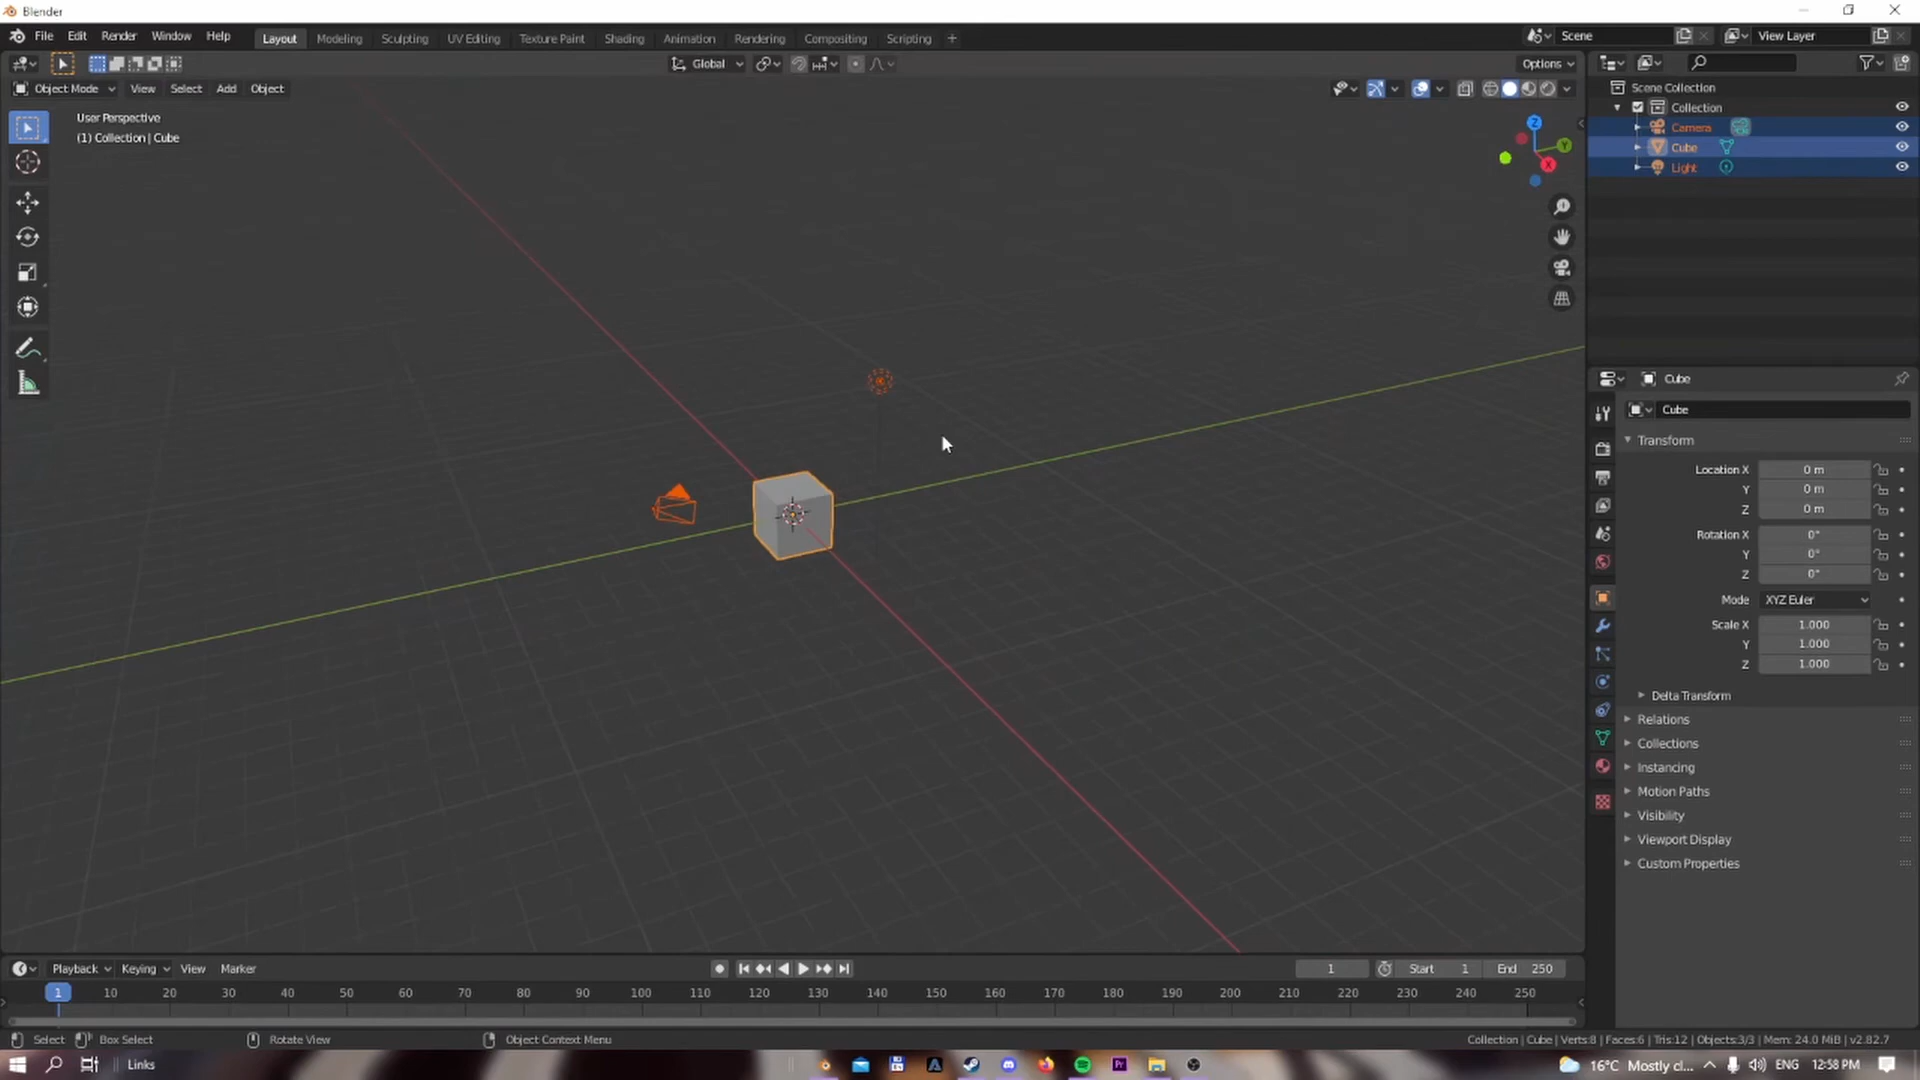 Blender
File Edit Render Window Help Layout Modeling Sculpting UV Editing Texture Paint Shading Animation Rendering Compositing Scripting + Scene View Layer
Global Options
Object Mode View Select Add Object
User Perspective
(1) Collection | Cube
Z
Y
X
Scene Collection
Collection
Camera
Cube
Light
Cube
Cube
Transform
Location X 0 m
Y 0 m
Z 0 m
Rotation X 0°
Y 0°
Z 0°
Mode XYZ Euler
Scale X 1.000
Y 1.000
Z 1.000
Delta Transform
Relations
Collections
Instancing
Motion Paths
Visibility
Viewport Display
Custom Properties
Playback Keying View Marker 1 Start 1 End 250
1 10 20 30 40 50 60 70 80 90 100 110 120 130 140 150 160 170 180 190 200 210 220 230 240 250
Select Box Select Rotate View Object Context Menu Collection | Cube | Verts:8 | Faces:6 | Tris:12 | Objects:3/3 | Mem: 24.0 MiB | v2.82.7
Links Pr 16°C Mostly cl... ENG 12:58 PM